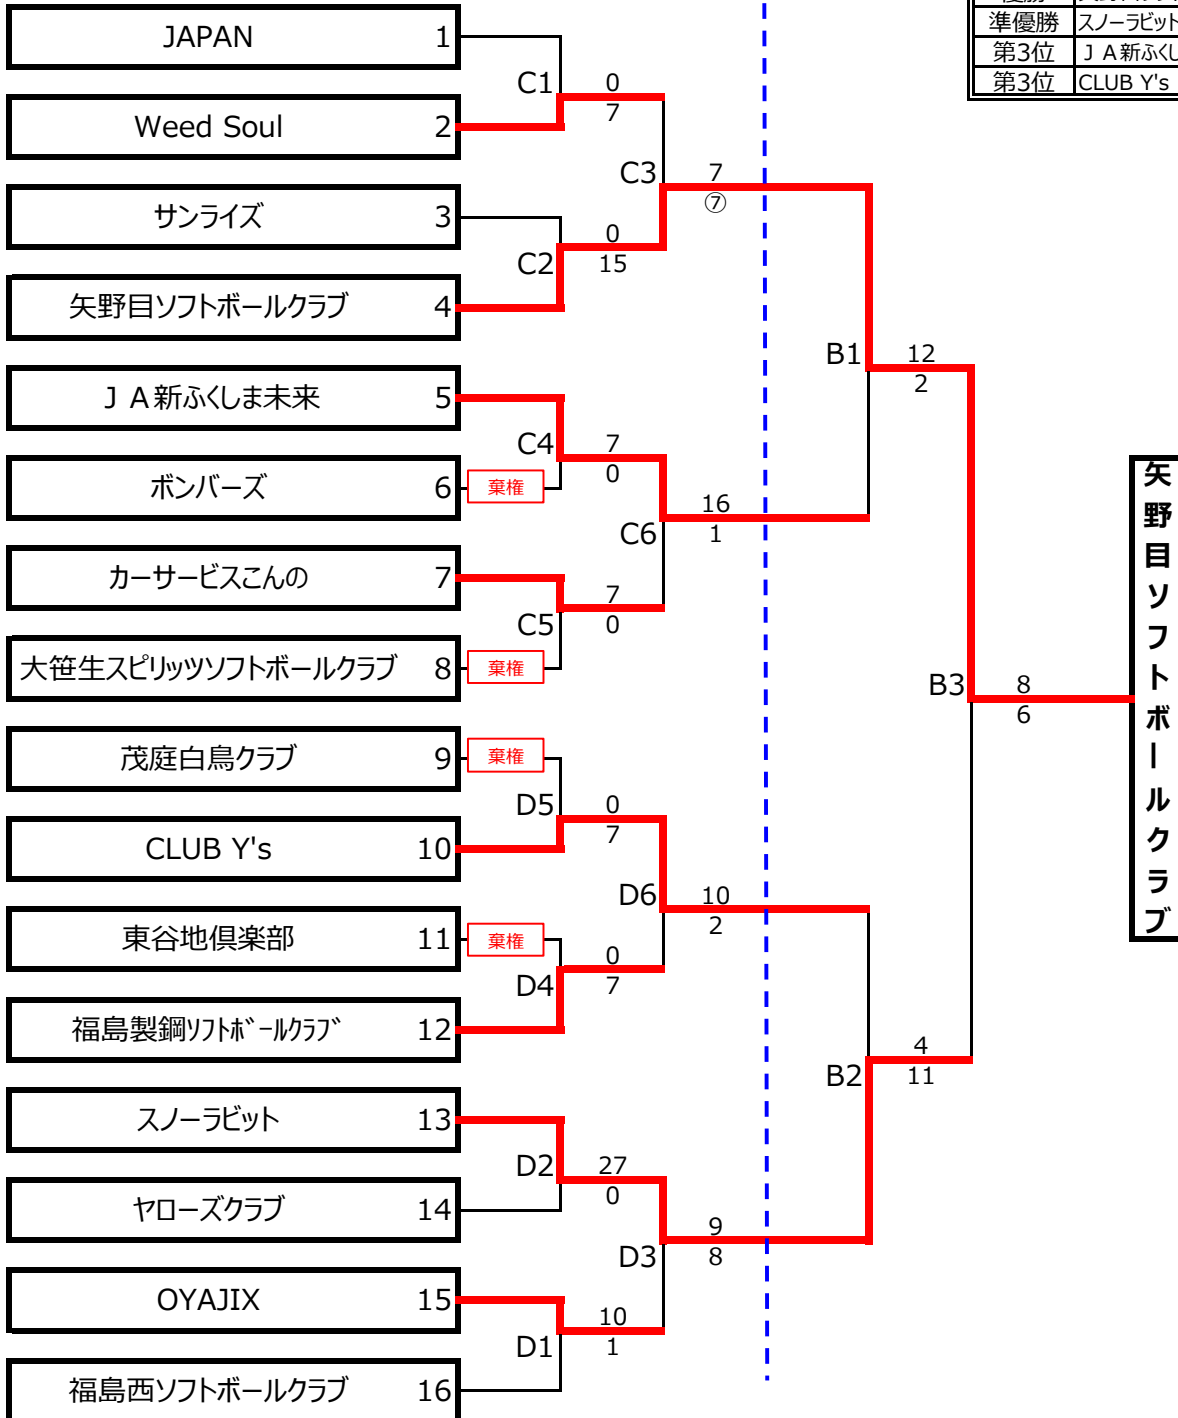 準優勝 スノーラビット
第3位 ＪＡ新ふくし
第3位 CLUB Y's
JAPAN 1
C1 0
7
Weed Soul 2
C3 7
⑦
サンライズ 3
C2 0
15
矢野目ソフトボールクラブ 4
B1 12
2
ＪＡ新ふくしま未来 5
C4 7
0
ボンバーズ 6 棄権
C6 16
1
カーサービスこんの 7
C5 7
0
大笹生スピリッツソフトボールクラブ 8 棄権
B3 8
6
矢野目ソフトボールクラブ
茂庭白鳥クラブ 9 棄権
D5 0
7
CLUB Y's 10
D6 10
2
東谷地倶楽部 11 棄権
D4 0
7
福島製鋼ソフトボールクラブ 12
B2 4
11
スノーラビット 13
D2 27
0
ヤローズクラブ 14
D3 9
8
OYAJIX 15
D1 10
1
福島西ソフトボールクラブ 16